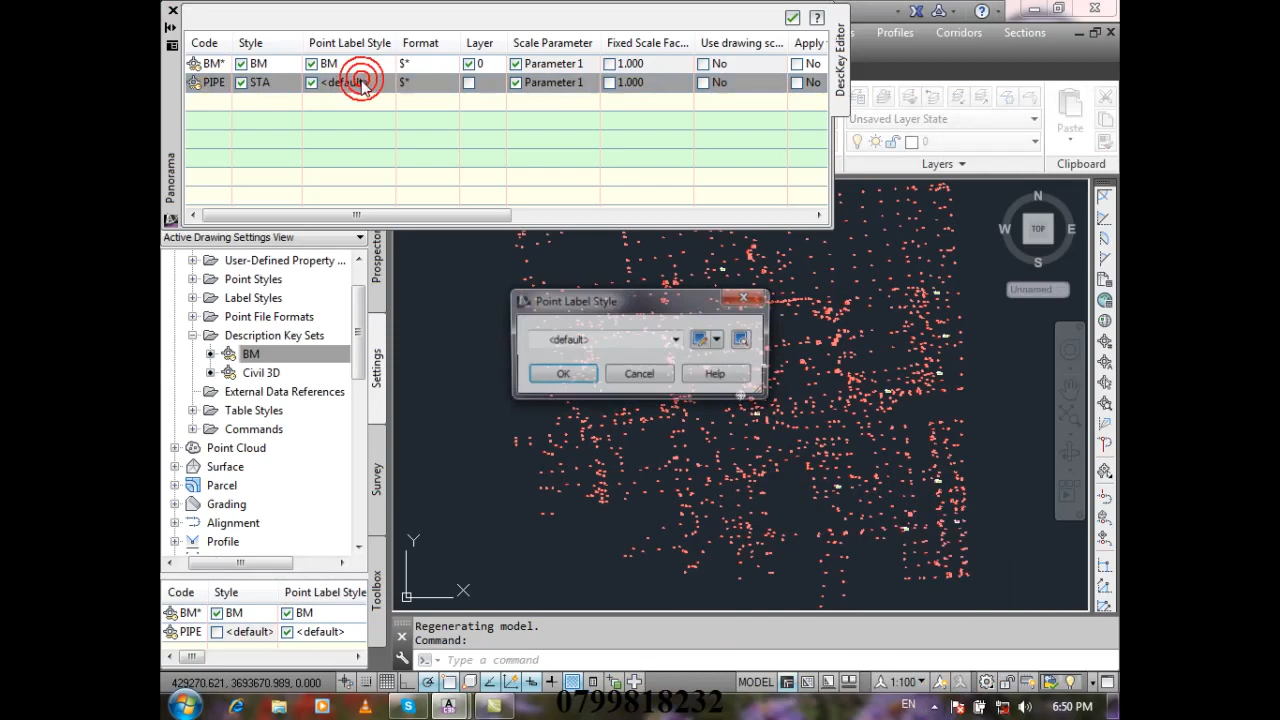 Code Style Point Label Style Format Layer Scale Parameter Fixed Scale Fac... Use drawing sc... Apply
BM* BM BM $* 0 Parameter 1 1.000 No No
PIPE STA <default> $* Parameter 1 1.000 No No
DescKey Editor
Panorama
Profiles Corridors Sections
Unsaved Layer State
0
Layers
Paste
Clipboard
Active Drawing Settings View
User-Defined Property ...
Point Styles
Label Styles
Point File Formats
Description Key Sets
BM
Civil 3D
External Data References
Table Styles
Commands
Point Cloud
Surface
Parcel
Grading
Alignment
Profile
Prospector
Settings
Survey
Toolbox
Code Style Point Label Style
BM* BM BM
PIPE <default> <default>
Point Label Style
<default>
OK Cancel Help
N
W TOP E
S
Unnamed
Y
X
Regenerating model.
Command:
Type a command
429270.621, 3693670.989, 0.000
MODEL
1:100
0799818232
EN
6:50 PM